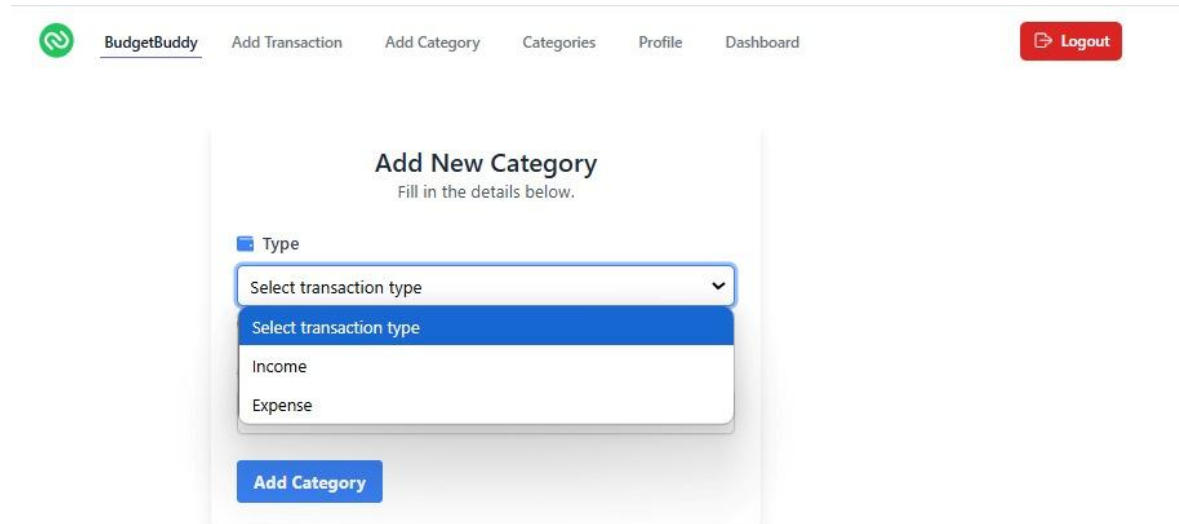 BudgetBuddy Add Transaction Add Category Categories Profile Dashboard Logout
Add New Category
Fill in the details below.
Type
Select transaction type
Select transaction type
Income
Expense
Add Category